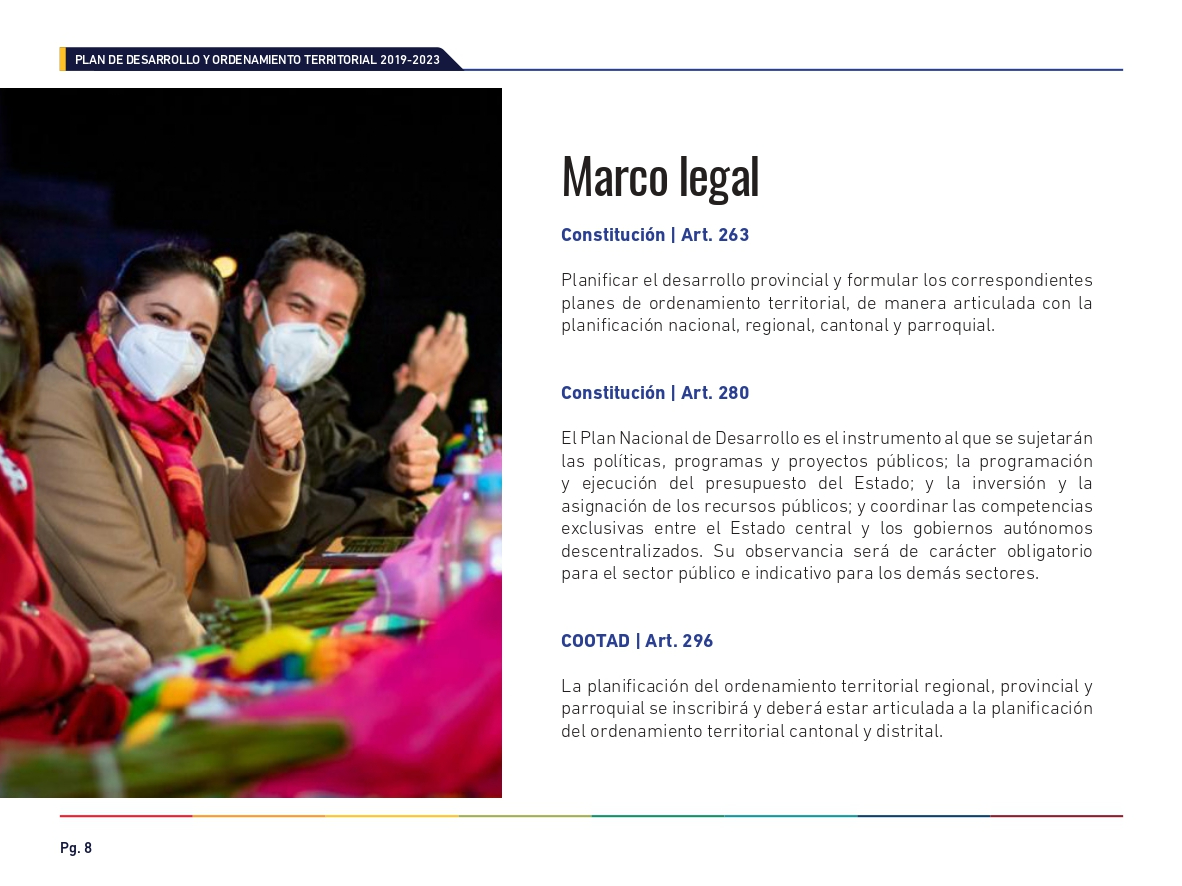 PLAN DE DESARROLLO Y ORDENAMIENTO TERRITORIAL 2019-2023
Marco legal
Constitución | Art. 263
Planificar el desarrollo provincial y formular los correspondientes
planes de ordenamiento territorial, de manera articulada con la
planificación nacional, regional, cantonal y parroquial.
Constitución | Art. 280
El Plan Nacional de Desarrollo es el instrumento al que se sujetarán
las políticas, programas y proyectos públicos; la programación
y ejecución del presupuesto del Estado; y la inversión y la
asignación de los recursos públicos; y coordinar las competencias
exclusivas entre el Estado central y los gobiernos autónomos
descentralizados. Su observancia será de carácter obligatorio
para el sector público e indicativo para los demás sectores.
COOTAD | Art. 296
La planificación del ordenamiento territorial regional, provincial y
parroquial se inscribirá y deberá estar articulada a la planificación
del ordenamiento territorial cantonal y distrital.
Pg. 8